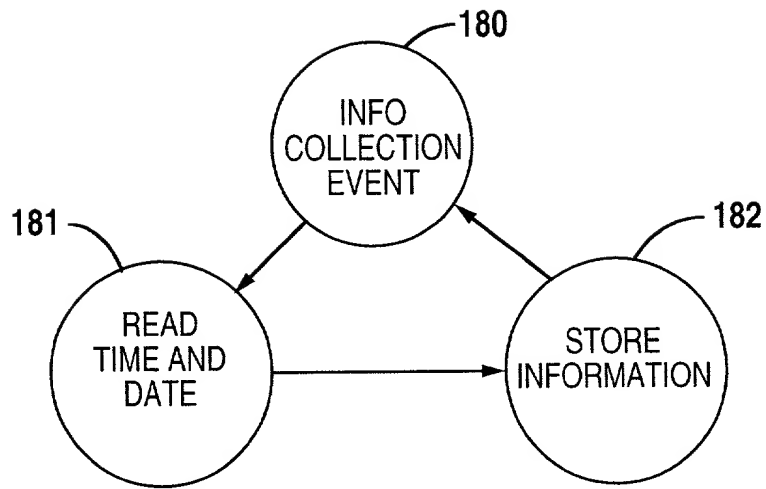 180
INFO
COLLECTION
EVENT
181
182
READ
TIME AND
DATE
STORE
INFORMATION